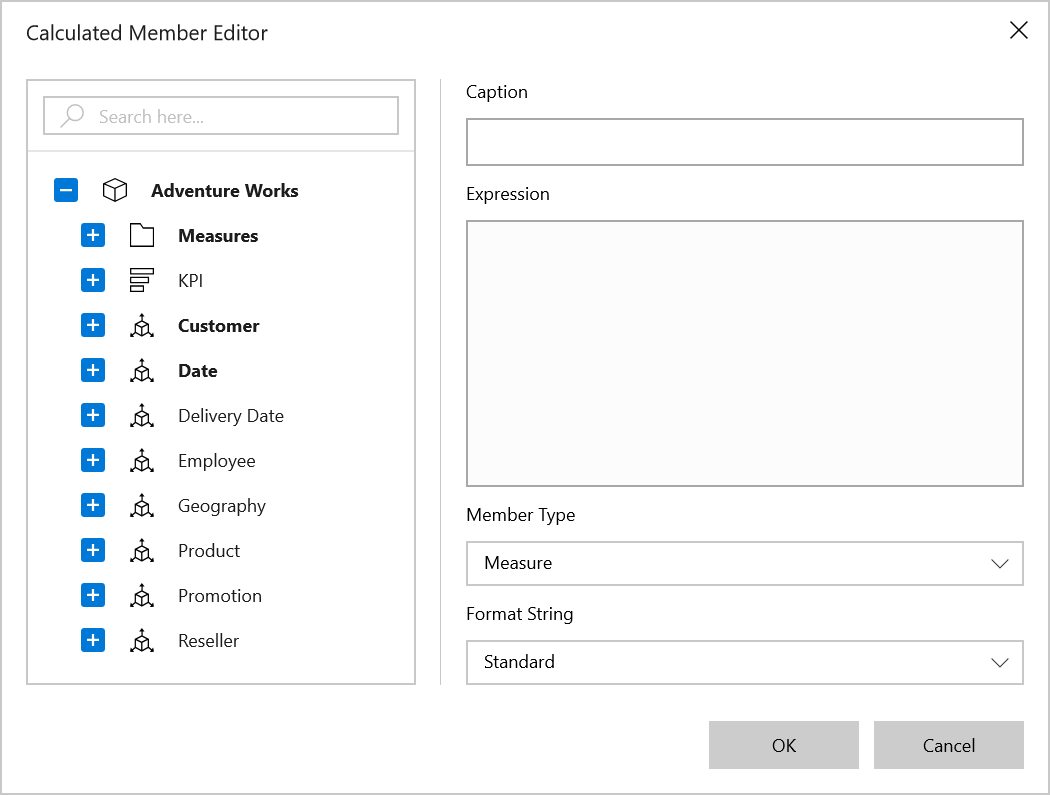 Calculated Member Editor
Search here...
Adventure Works
Measures
KPI
Customer
Date
Delivery Date
Employee
Geography
Product
Promotion
Reseller
Caption
Expression
Member Type
Measure
Format String
Standard
OK
Cancel